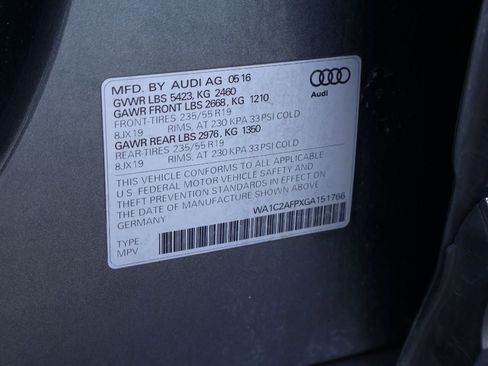 MFD. BY AUDI AG 05 16
GVWR LBS 5423, KG 2460
GAWR FRONT LBS 2668, KG 1210
FRONT-TIRES 235/55 R19
8JX19 RIMS, AT 230 KPA 33 PSI COLD
GAWR REAR LBS 2976, KG 1350
REAR-TIRES 235/55 R19
8JX19 RIMS, AT 230 KPA 33 PSI COLD
THIS VEHICLE CONFORMS TO ALL APPLICABLE
U.S. FEDERAL MOTOR VEHICLE SAFETY AND
THEFT PREVENTION STANDARDS IN EFFECT ON
THE DATE OF MANUFACTURE SHOWN ABOVE
GERMANY
WA1C2AFPXGA151766
TYPE:
MPV
Audi